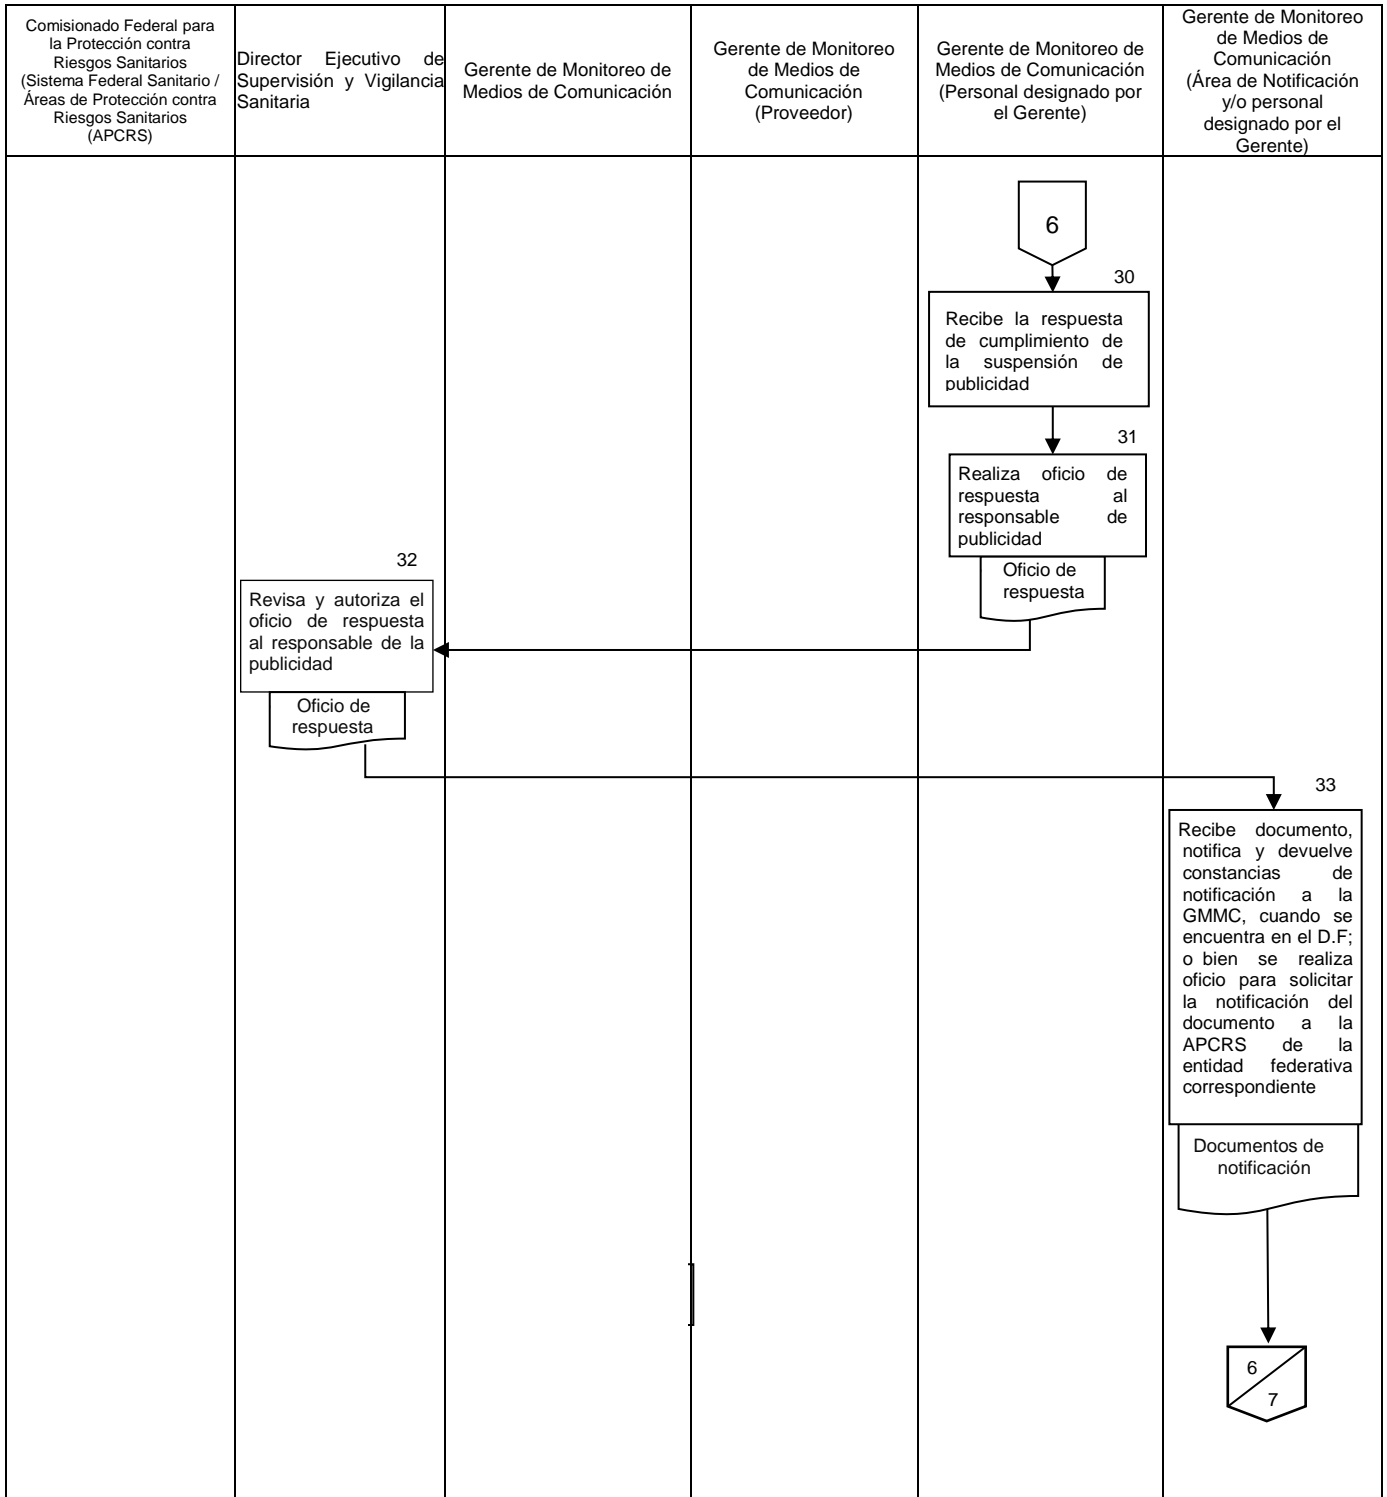 Comisionado Federal para
la Protección contra
Riesgos Sanitarios
(Sistema Federal Sanitario /
Áreas de Protección contra
Riesgos Sanitarios
(APCRS)
Director Ejecutivo de
Supervisión y Vigilancia
Sanitaria
Gerente de Monitoreo de
Medios de Comunicación
Gerente de Monitoreo
de Medios de
Comunicación
(Proveedor)
Gerente de Monitoreo de
Medios de Comunicación
(Personal designado por
el Gerente)
Gerente de Monitoreo
de Medios de
Comunicación
(Área de Notificación
y/o personal
designado por el
Gerente)
6
30
Recibe la respuesta
de cumplimiento de
la suspensión de
publicidad
31
Realiza oficio de
respuesta al
responsable de
publicidad
Oficio de
respuesta
32
Revisa y autoriza el
oficio de respuesta
al responsable de la
publicidad
Oficio de
respuesta
33
Recibe documento,
notifica y devuelve
constancias de
notificación a la
GMMC, cuando se
encuentra en el D.F;
o bien se realiza
oficio para solicitar
la notificación del
documento a la
APCRS de la
entidad federativa
correspondiente
Documentos de
notificación
6
7